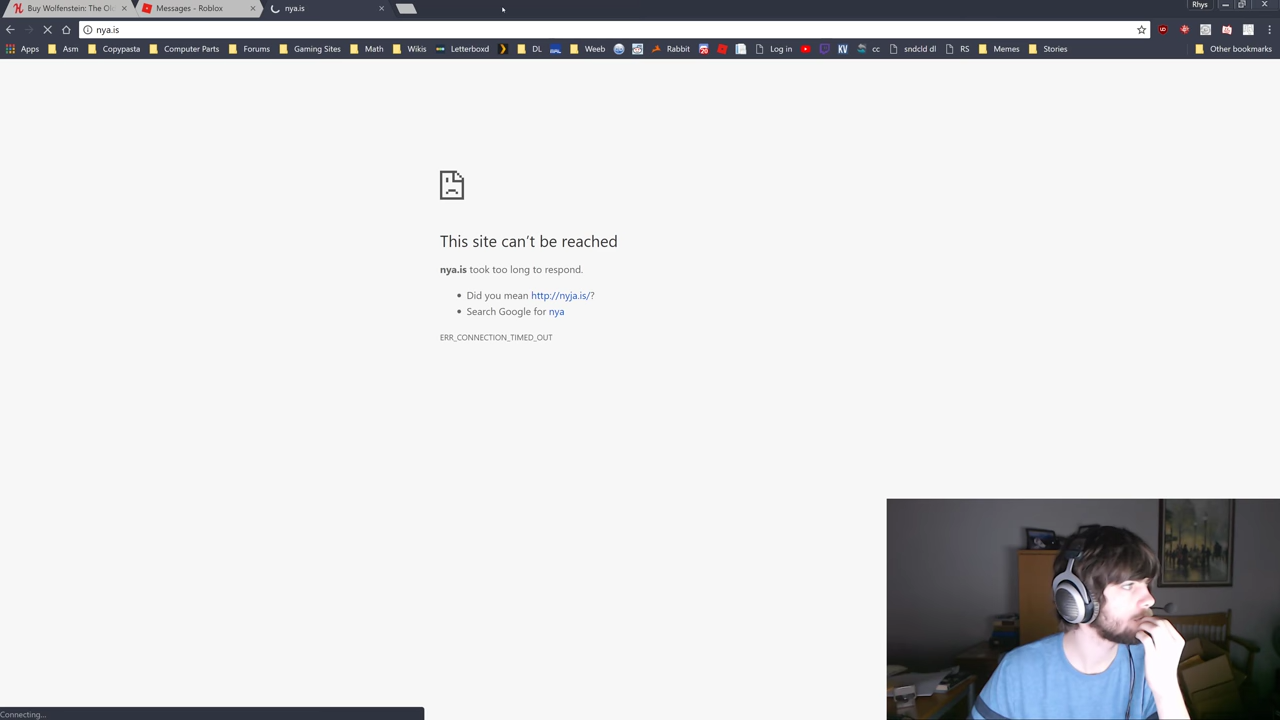 Buy Wolfenstein: The Ol
Messages - Roblox
nya.is
Rhys
nya.is
Apps
Asm
Copypasta
Computer Parts
Forums
Gaming Sites
Math
Wikis
Letterboxd
DL
Weeb
Rabbit
Log in
KV
cc
sndcld dl
RS
Memes
Stories
Other bookmarks
This site can't be reached
nya.is took too long to respond.
• Did you mean http://nyja.is/?
• Search Google for nya
ERR_CONNECTION_TIMED_OUT
Connecting...